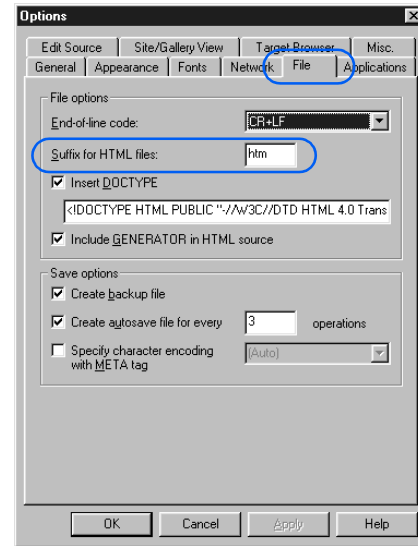 Options
Edit Source Site/Gallery View Target Browser Misc.
General Appearance Fonts Network File Applications
File options
End-of-line code: CR+LF
Suffix for HTML files: htm
Insert DOCTYPE
<!DOCTYPE HTML PUBLIC "-//W3C//DTD HTML 4.0 Trans
Include GENERATOR in HTML source
Save options
Create backup file
Create autosave file for every 3 operations
Specify character encoding (Auto)
with META tag
OK Cancel Apply Help